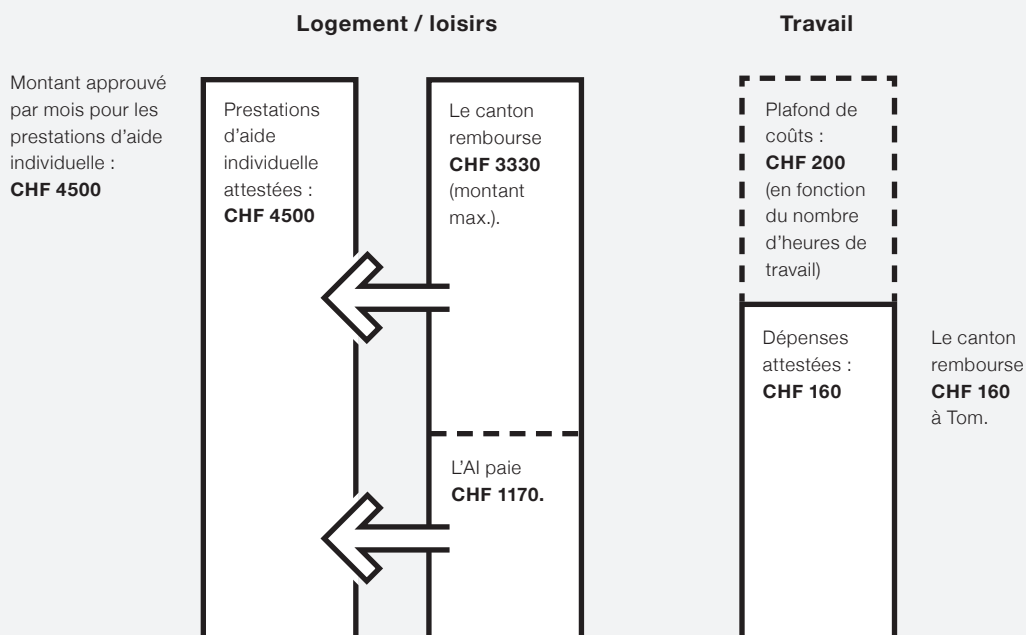 Logement / loisirs
Travail
Montant approuvé
par mois pour les
prestations d'aide
individuelle :
CHF 4500
Prestations
d'aide
individuelle
attestées :
CHF 4500
Le canton
rembourse
CHF 3330
(montant
max.).
L'AI paie
CHF 1170.
Plafond de
coûts :
CHF 200
(en fonction
du nombre
d'heures de
travail)
Dépenses
attestées :
CHF 160
Le canton
rembourse
CHF 160
à Tom.